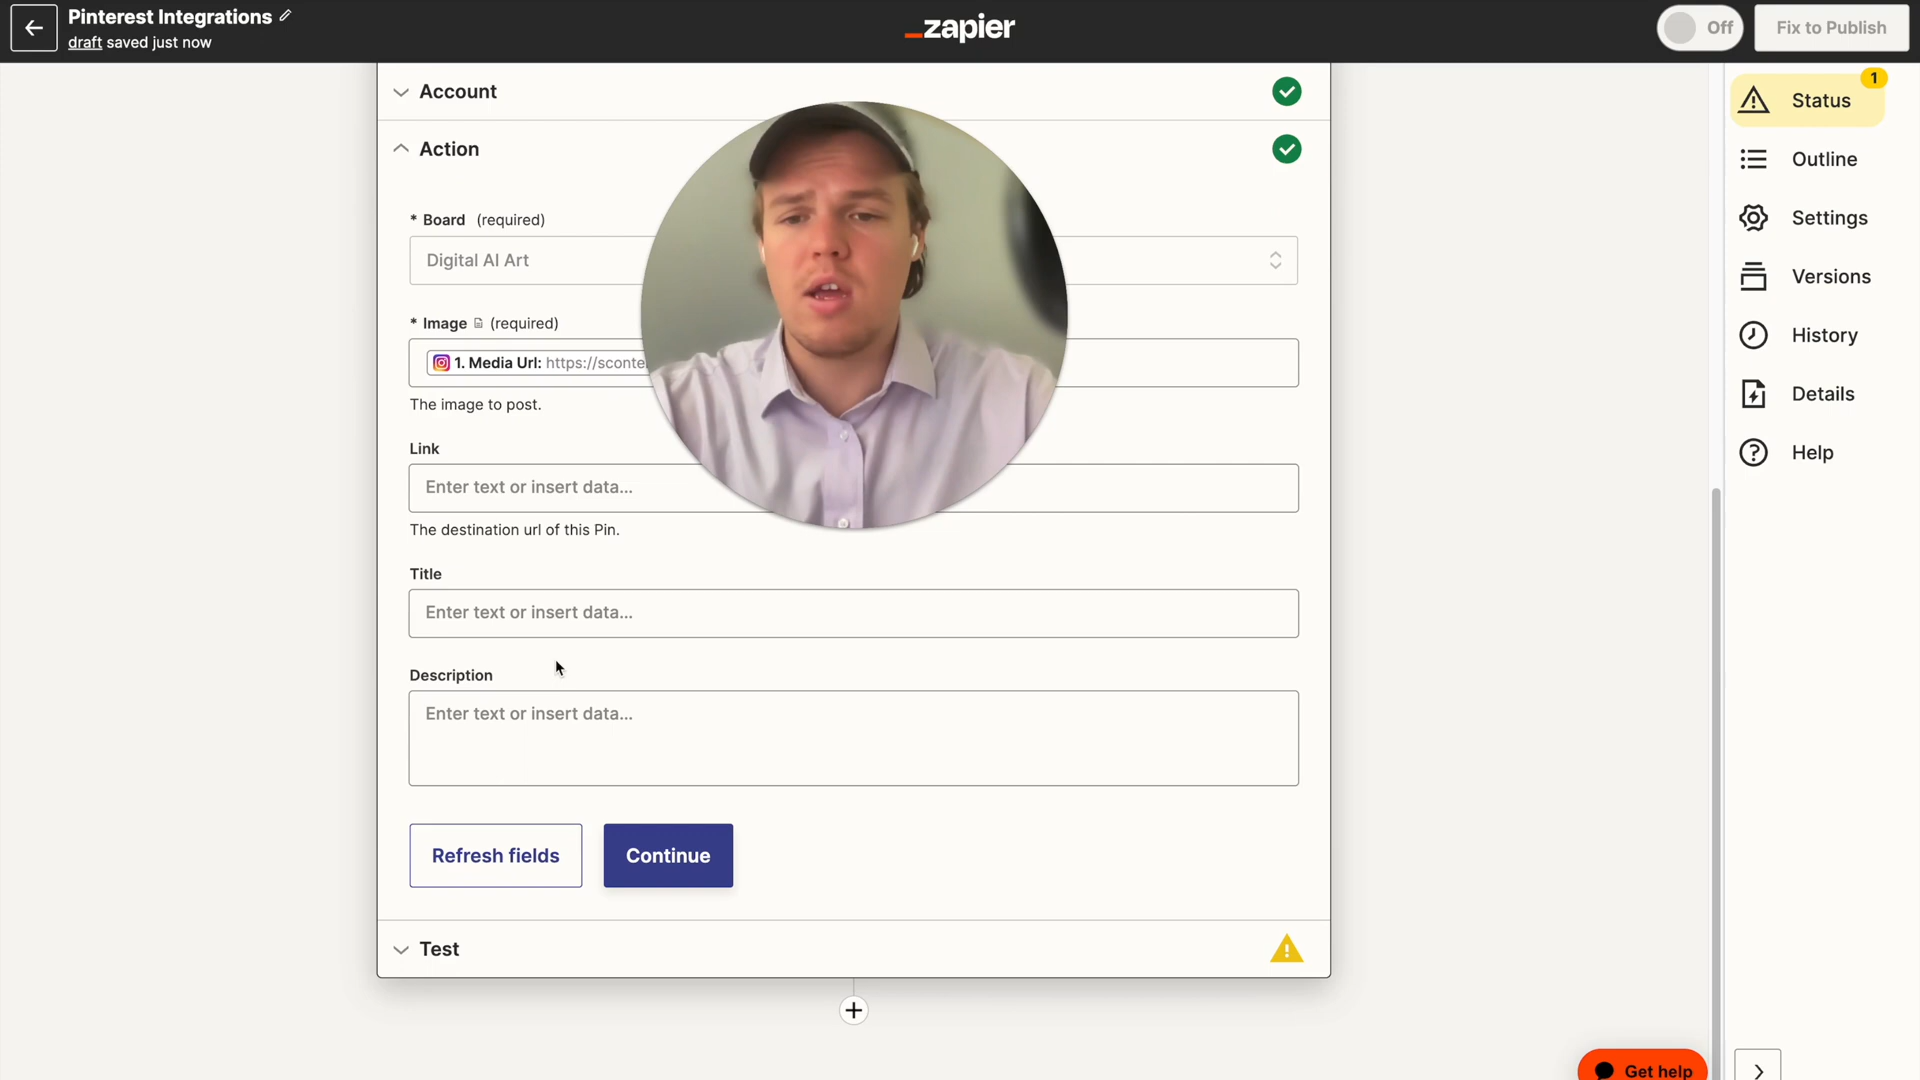 Pinterest Integrations
draft saved just now
zapier
Off
Fix to Publish
Account
Action
* Board (required)
Digital AI Art
* Image (required)
1. Media Url: https://sconte
The image to post.
Link
Enter text or insert data...
The destination url of this Pin.
Title
Enter text or insert data...
Description
Enter text or insert data...
Refresh fields
Continue
Test
1
Status
Outline
Settings
Versions
History
Details
Help
Get help